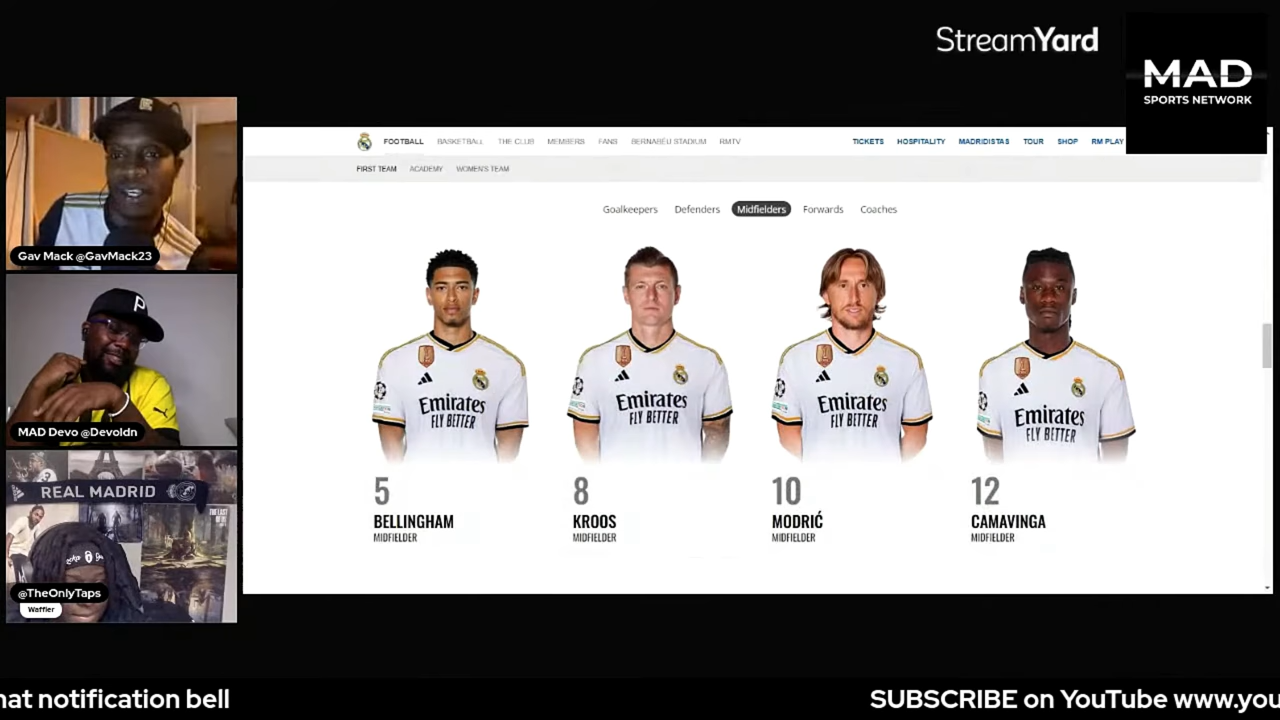 StreamYard
MAD
SPORTS NETWORK
FOOTBALL BASKETBALL THE CLUB MEMBERS FANS BERNABÉU STADIUM RMTV TICKETS HOSPITALITY MADRIDISTAS TOUR SHOP RM PLAY
FIRST TEAM ACADEMY WOMEN'S TEAM
Goalkeepers Defenders Midfielders Forwards Coaches
Gav Mack @GavMack23
P
MAD Devo @Devoldn
REAL MADRID
THE LAST
@TheOnlyTaps
Waffler
Emirates
FLY BETTER
Emirates
FLY BETTER
Emirates
FLY BETTER
Emirates
FLY BETTER
5 8 10 12
BELLINGHAM KROOS MODRIĆ CAMAVINGA
MIDFIELDER MIDFIELDER MIDFIELDER MIDFIELDER
hat notification bell SUBSCRIBE on YouTube www.you